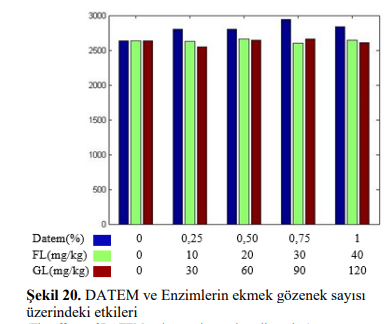 3000
2500
2000
1500
1000
500
0
Datem(%) 0 0,25 0,50 0,75 1
FL(mg/kg) 0 10 20 30 40
GL(mg/kg) 0 30 60 90 120
Şekil 20. DATEM ve Enzimlerin ekmek gözenek sayısı
üzerindeki etkileri